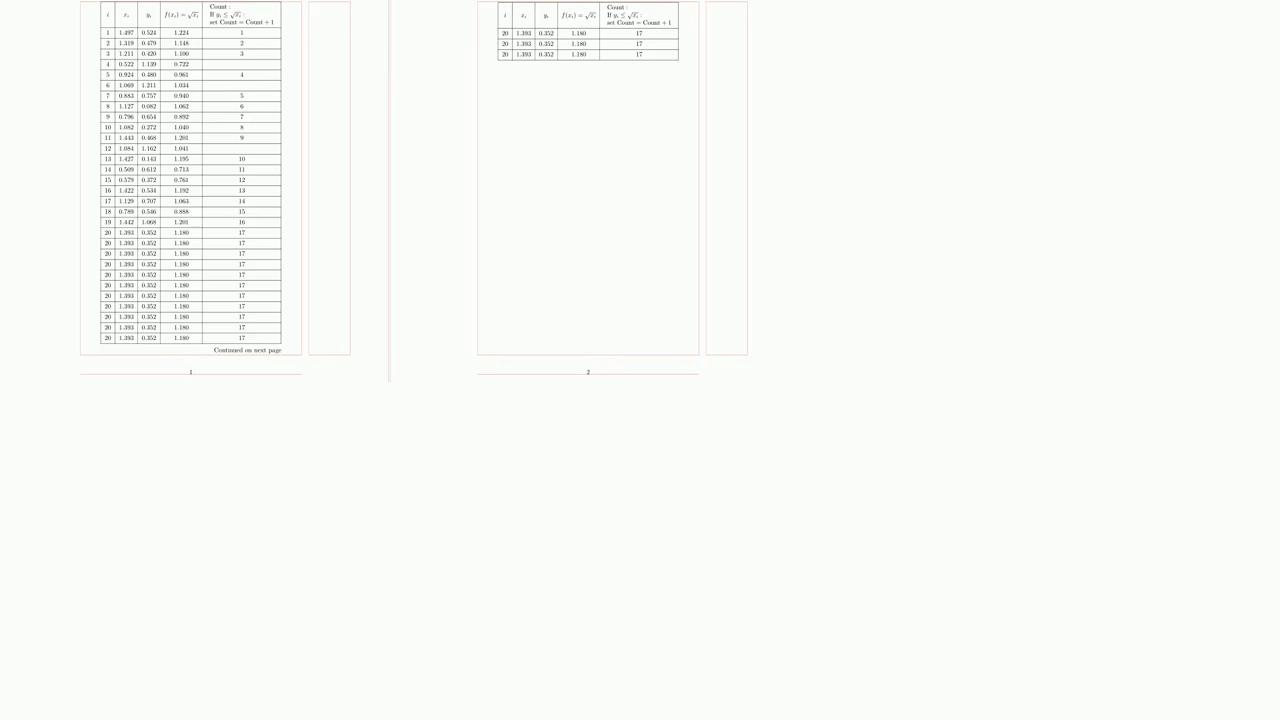 i x_i y_i f(x_i) = √x_i Count :
If y_i ≤ √x_i :
set Count = Count + 1
1 1.497 0.524 1.224 1
2 1.319 0.479 1.148 2
3 1.211 0.420 1.100 3
4 0.522 1.139 0.722
5 0.924 0.480 0.961 4
6 1.069 1.211 1.034
7 0.883 0.757 0.940 5
8 1.127 0.082 1.062 6
9 0.796 0.654 0.892 7
10 1.082 0.272 1.040 8
11 1.443 0.468 1.201 9
12 1.084 1.162 1.041
13 1.427 0.143 1.195 10
14 0.509 0.612 0.713 11
15 0.579 0.372 0.761 12
16 1.422 0.534 1.192 13
17 1.129 0.707 1.063 14
18 0.789 0.546 0.888 15
19 1.442 1.068 1.201 16
20 1.393 0.352 1.180 17
20 1.393 0.352 1.180 17
20 1.393 0.352 1.180 17
20 1.393 0.352 1.180 17
20 1.393 0.352 1.180 17
20 1.393 0.352 1.180 17
20 1.393 0.352 1.180 17
20 1.393 0.352 1.180 17
20 1.393 0.352 1.180 17
20 1.393 0.352 1.180 17
20 1.393 0.352 1.180 17
Continued on next page
1
i x_i y_i f(x_i) = √x_i Count :
If y_i ≤ √x_i :
set Count = Count + 1
20 1.393 0.352 1.180 17
20 1.393 0.352 1.180 17
20 1.393 0.352 1.180 17
2